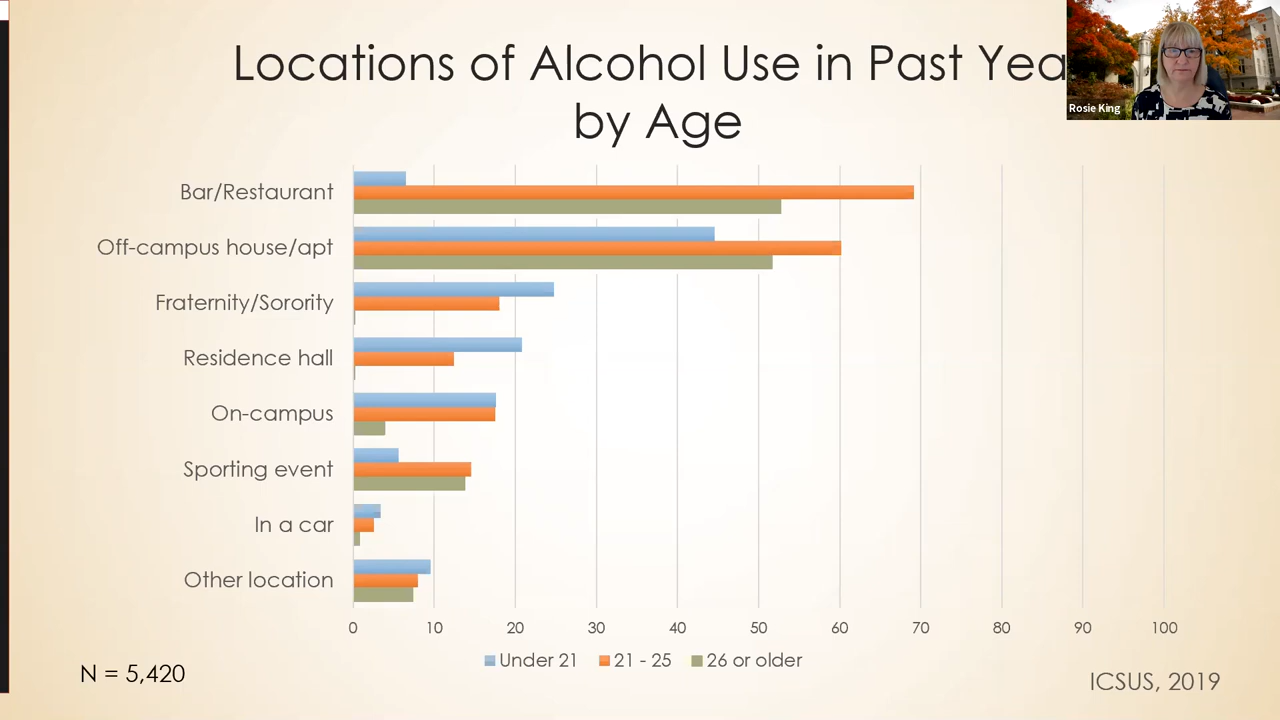 Locations of Alcohol Use in Past Yea
by Age
Rosie King
Bar/Restaurant
Off-campus house/apt
Fraternity/Sorority
Residence hall
On-campus
Sporting event
In a car
Other location
0 10 20 30 40 50 60 70 80 90 100
Under 21 21 - 25 26 or older
N = 5,420
ICSUS, 2019